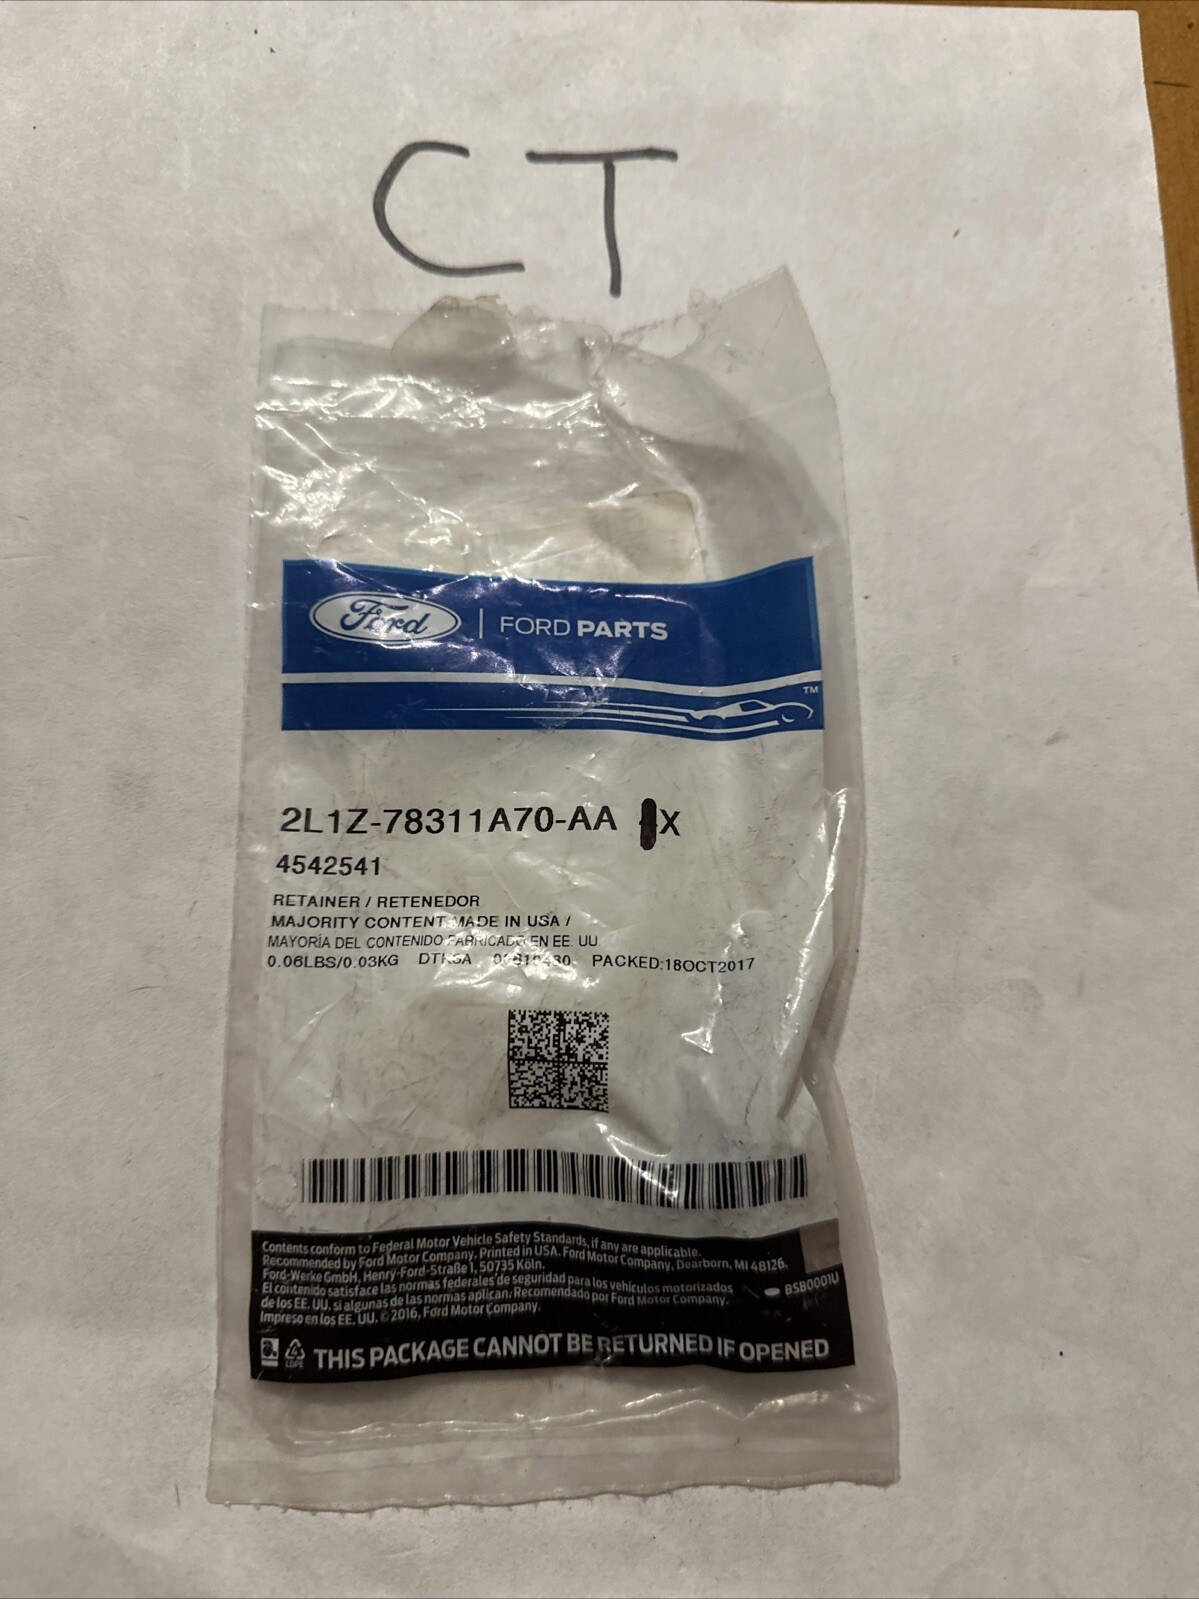 CT
Ford | FORD PARTS
TM
2L1Z-78311A70-AA X
4542541
RETAINER / RETENEDOR
MAJORITY CONTENT MADE IN USA /
MAYORÍA DEL CONTENIDO FABRICADO EN EE. UU.
0.06LBS/0.03KG PACKED:18OCT2017
Contents conform to Federal Motor Vehicle Safety Standards, if any are applicable.
Recommended by Ford Motor Company. Printed in USA. Ford Motor Company, Dearborn, MI 48126.
Ford-Werke GmbH, Henry-Ford-Straße 1, 50735 Köln.
El contenido satisface las normas federales de seguridad para los vehículos motorizados
de los EE. UU. si algunas de las normas aplican. Recomendado por Ford Motor Company.
Impreso en los EE. UU. © 2016, Ford Motor Company.
BSB0001U
4
LDPE
THIS PACKAGE CANNOT BE RETURNED IF OPENED